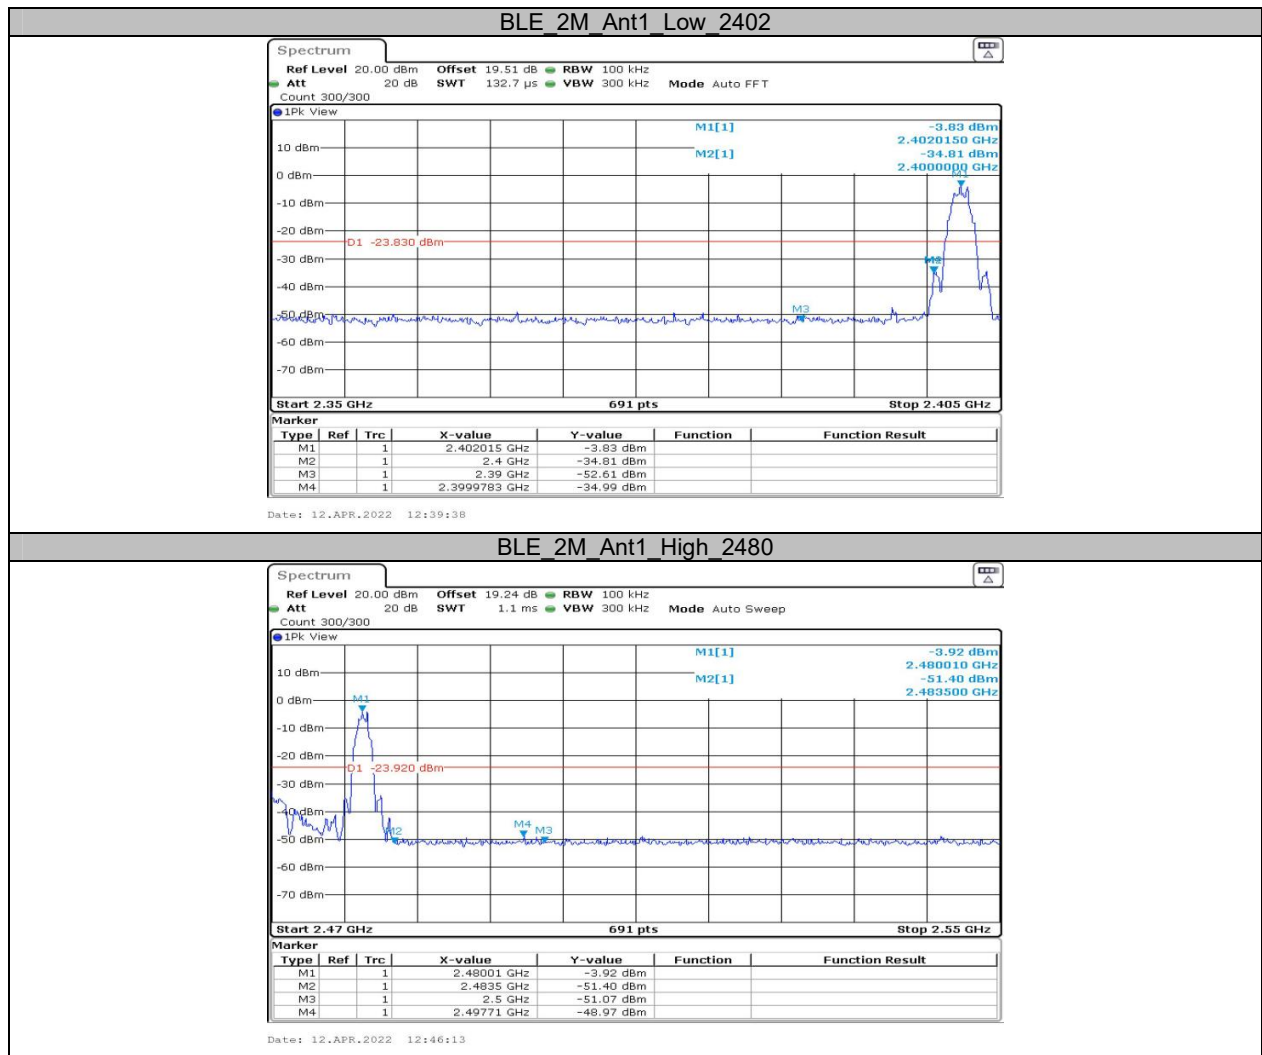 BLE_2M_Ant1_Low_2402
Spectrum
Ref Level 20.00 dBm Offset 19.51 dB RBW 100 kHz
Att 20 dB SWT 132.7 µs VBW 300 kHz Mode Auto FFT
Count 300/300
1Pk View
M1[1] -3.83 dBm
2.4020150 GHz
M2[1] -34.81 dBm
2.4000000 GHz
M1
10 dBm
0 dBm
-10 dBm
-20 dBm
D1 -23.830 dBm
-30 dBm
M2
-40 dBm
M3
-50 dBm
-60 dBm
-70 dBm
Start 2.35 GHz 691 pts Stop 2.405 GHz
Marker
Type Ref Trc X-value Y-value Function Function Result
M1 1 2.402015 GHz -3.83 dBm
M2 1 2.4 GHz -34.81 dBm
M3 1 2.39 GHz -52.61 dBm
M4 1 2.3999783 GHz -34.99 dBm
Date: 12.APR.2022 12:39:38
BLE_2M_Ant1_High_2480
Spectrum
Ref Level 20.00 dBm Offset 19.24 dB RBW 100 kHz
Att 20 dB SWT 1.1 ms VBW 300 kHz Mode Auto Sweep
Count 300/300
1Pk View
M1[1] -3.92 dBm
2.480010 GHz
M2[1] -51.40 dBm
2.483500 GHz
10 dBm
0 dBm
M1
-10 dBm
-20 dBm
D1 -23.920 dBm
-30 dBm
-40 dBm
M2 M4 M3
-50 dBm
-60 dBm
-70 dBm
Start 2.47 GHz 691 pts Stop 2.55 GHz
Marker
Type Ref Trc X-value Y-value Function Function Result
M1 1 2.48001 GHz -3.92 dBm
M2 1 2.4835 GHz -51.40 dBm
M3 1 2.5 GHz -51.07 dBm
M4 1 2.49771 GHz -48.97 dBm
Date: 12.APR.2022 12:46:13